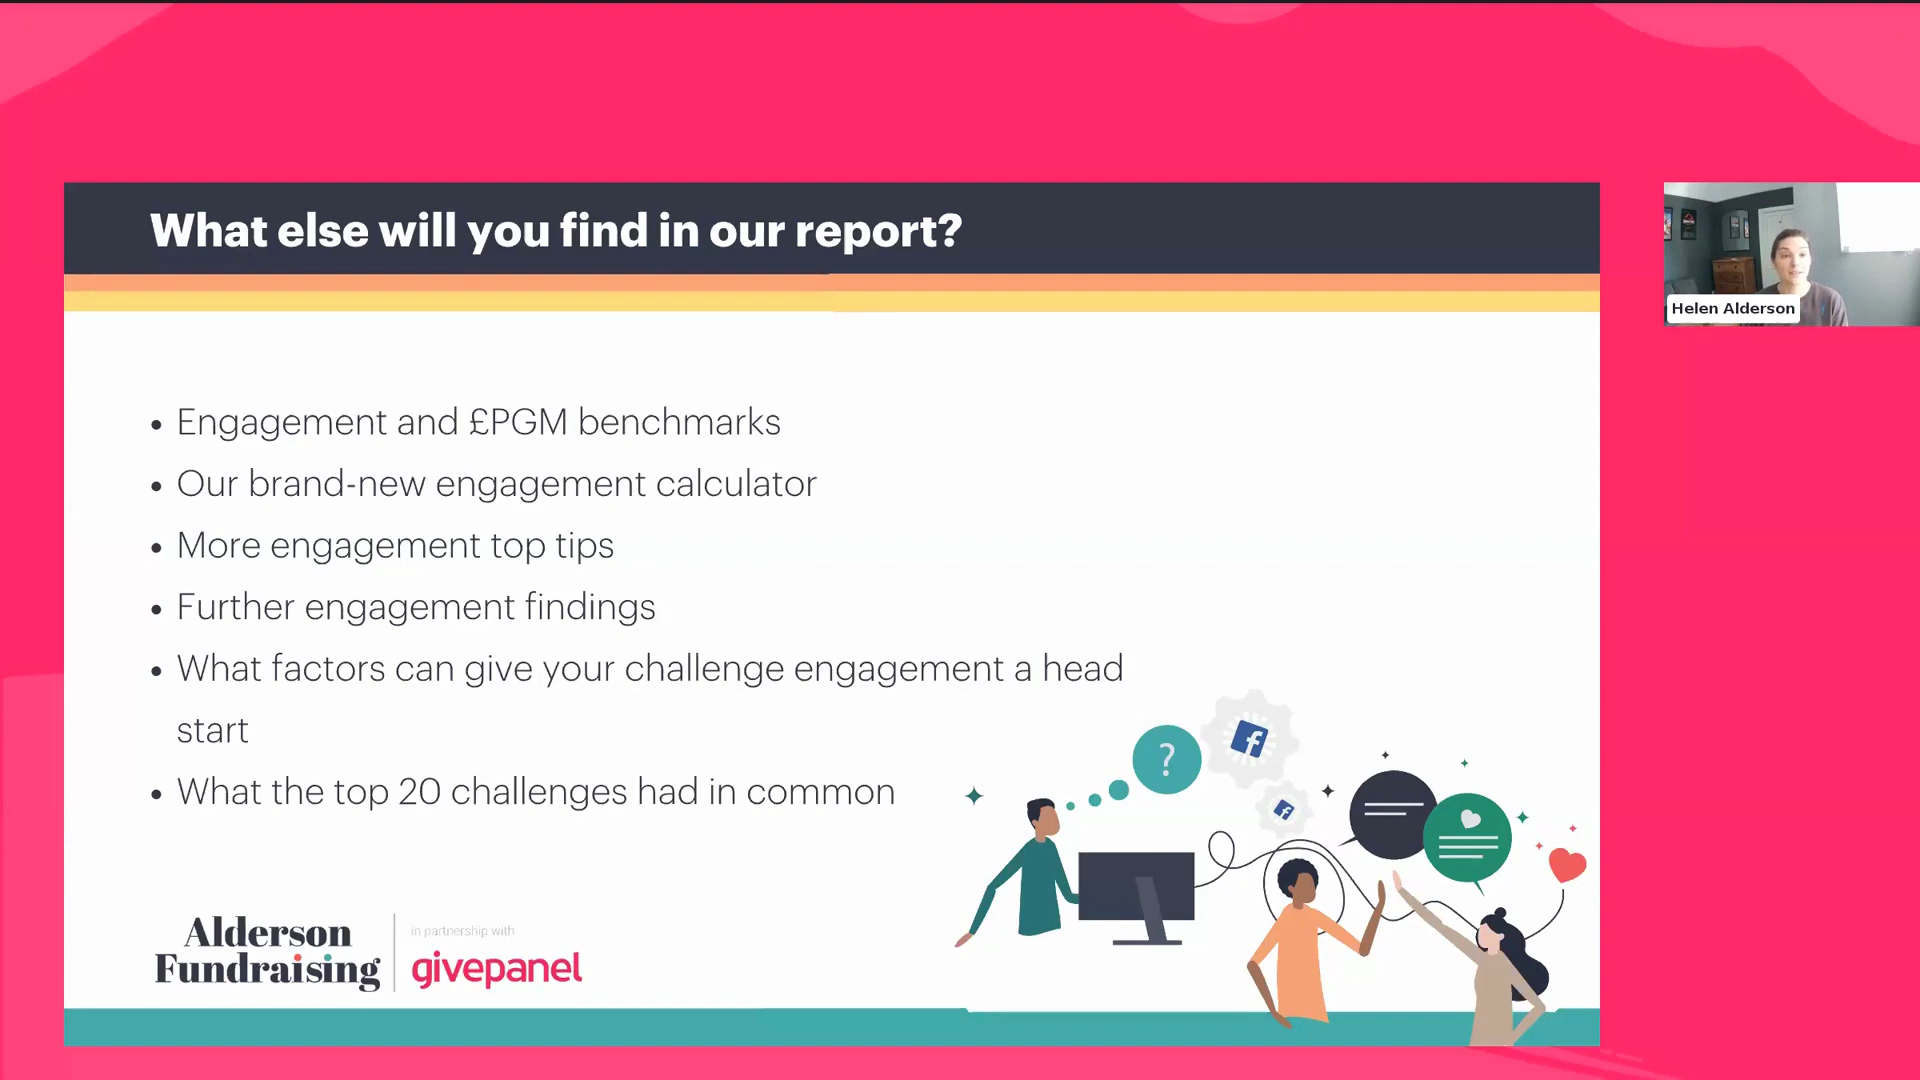 What else will you find in our report?
Helen Alderson
• Engagement and £PGM benchmarks
• Our brand-new engagement calculator
• More engagement top tips
• Further engagement findings
• What factors can give your challenge engagement a head
start
• What the top 20 challenges had in common
?
f
f
Alderson
Fundraising
in partnership with
givepanel